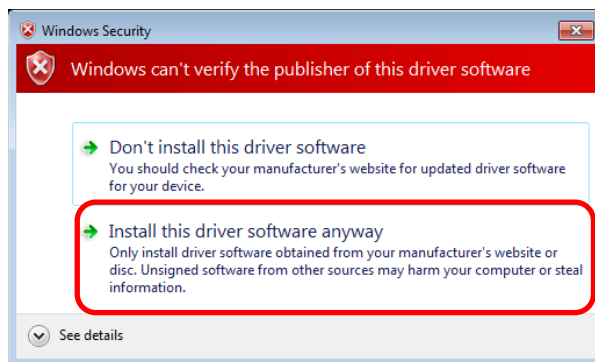 Windows Security
Windows can't verify the publisher of this driver software
Don't install this driver software
You should check your manufacturer's website for updated driver software
for your device.
Install this driver software anyway
Only install driver software obtained from your manufacturer's website or
disc. Unsigned software from other sources may harm your computer or steal
information.
See details